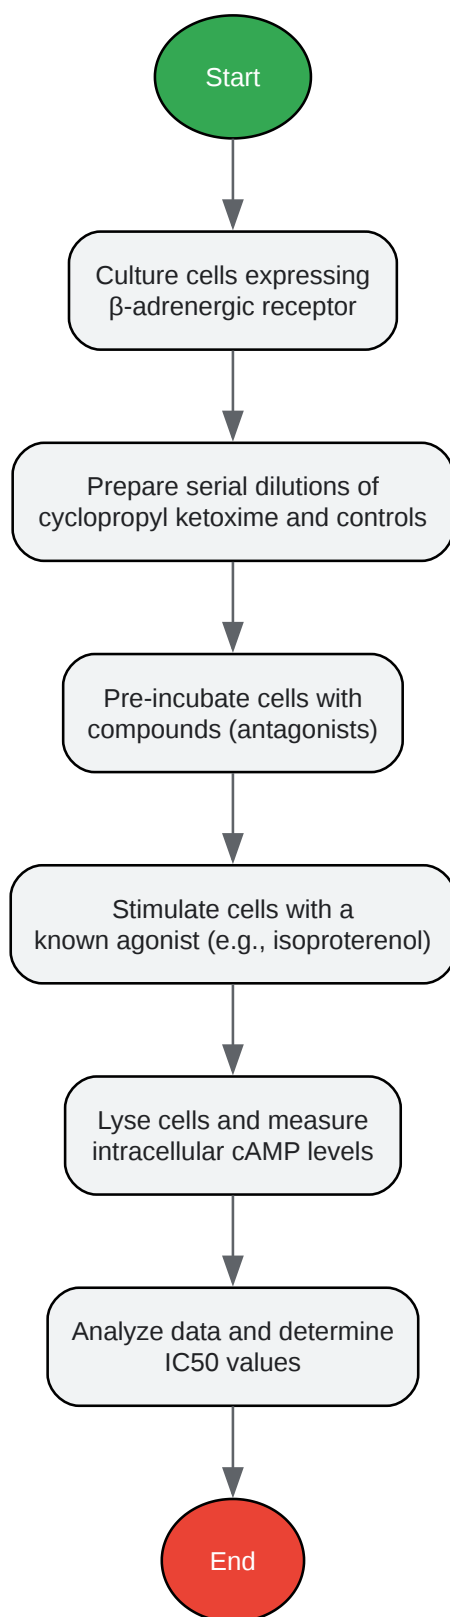 Start
Culture cells expressing
β-adrenergic receptor
Prepare serial dilutions of
cyclopropyl ketoxime and controls
Pre-incubate cells with
compounds (antagonists)
Stimulate cells with a
known agonist (e.g., isoproterenol)
Lyse cells and measure
intracellular cAMP levels
Analyze data and determine
IC50 values
End